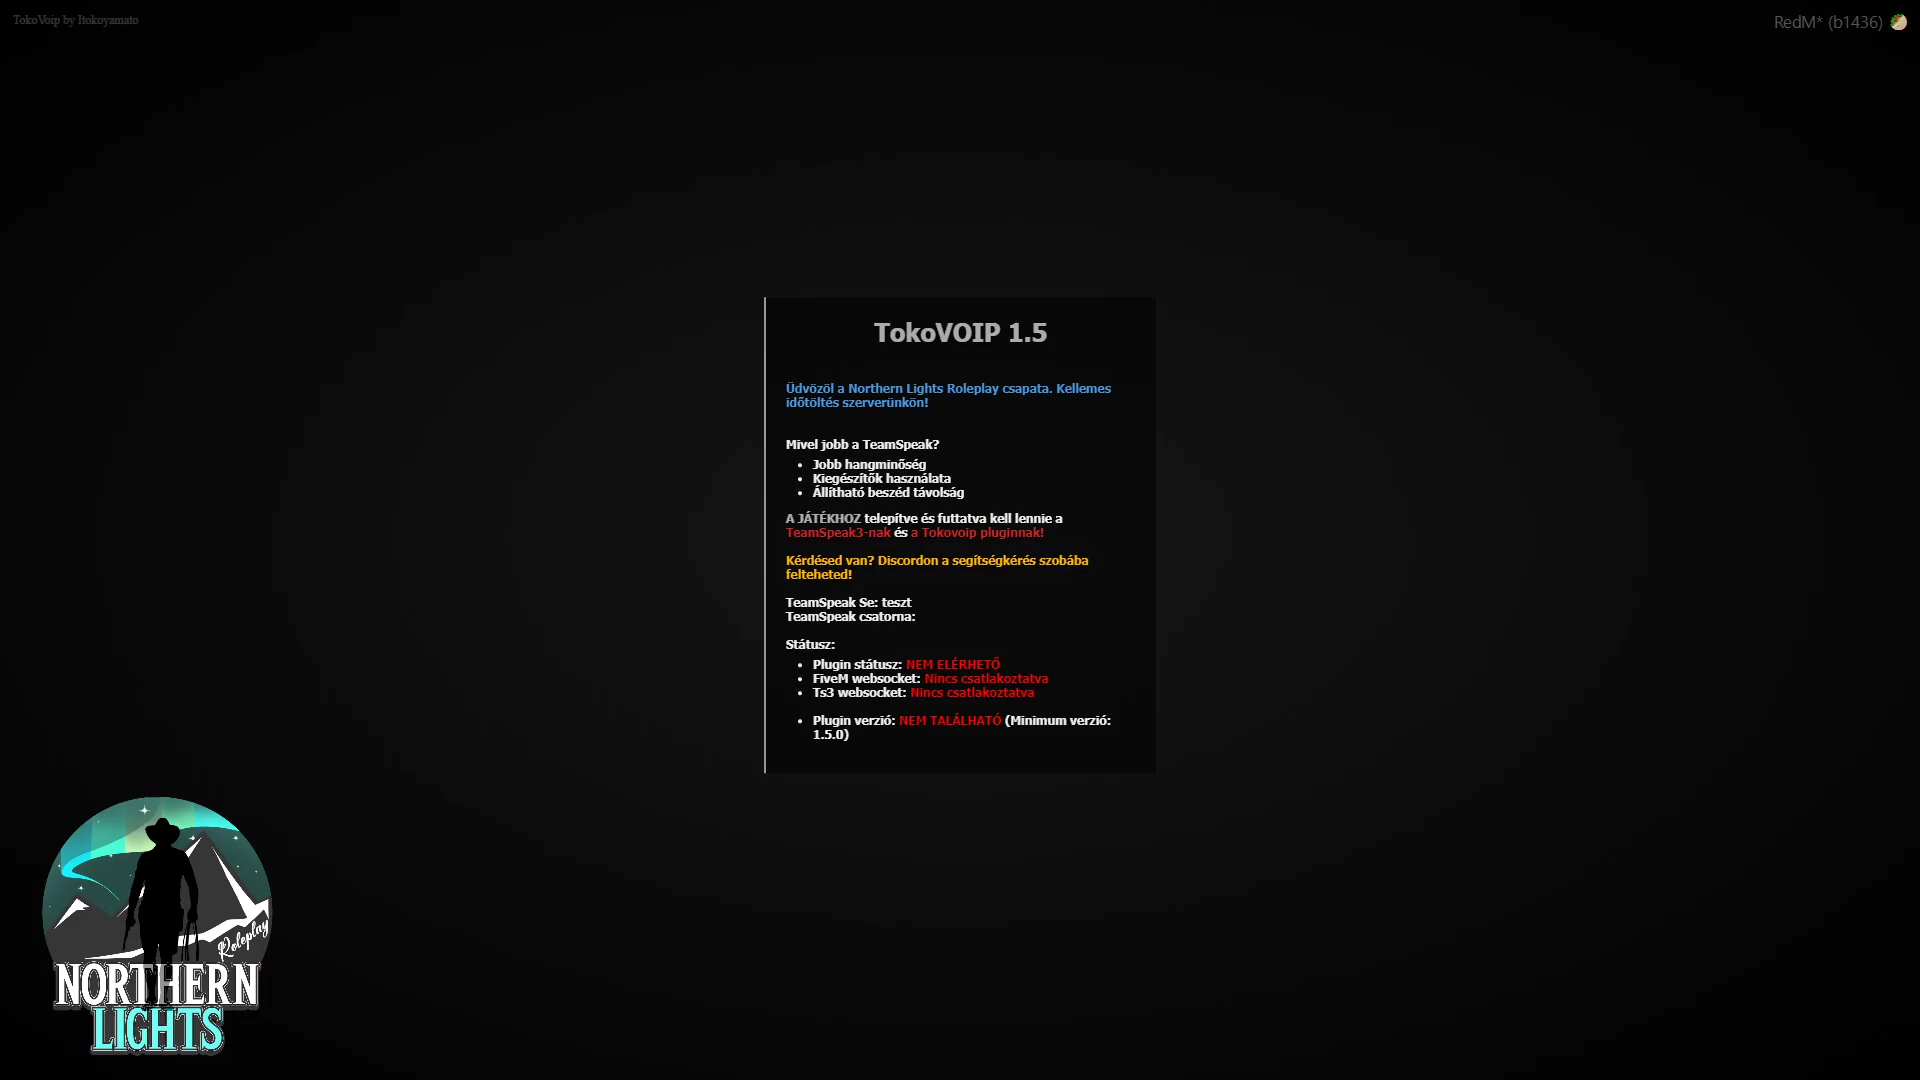 TokoVoip by Itokoyamato
RedM* (b1436)
TokoVOIP 1.5
Üdvözöl a Northern Lights Roleplay csapata. Kellemes
időtöltés szerverünkön!
Mivel jobb a TeamSpeak?
Jobb hangminőség
Kiegészítők használata
Állítható beszéd távolság
A JÁTÉKHOZ telepítve és futtatva kell lennie a
TeamSpeak3-nak és a Tokovoip pluginnak!
Kérdésed van? Discordon a segítségkérés szobába
felteheted!
TeamSpeak Se: teszt
TeamSpeak csatorna:
Státusz:
Plugin státusz: NEM ELÉRHETŐ
FiveM websocket: Nincs csatlakoztatva
Ts3 websocket: Nincs csatlakoztatva
Plugin verzió: NEM TALÁLHATÓ (Minimum verzió:
1.5.0)
Roleplay
NORTHERN
LIGHTS